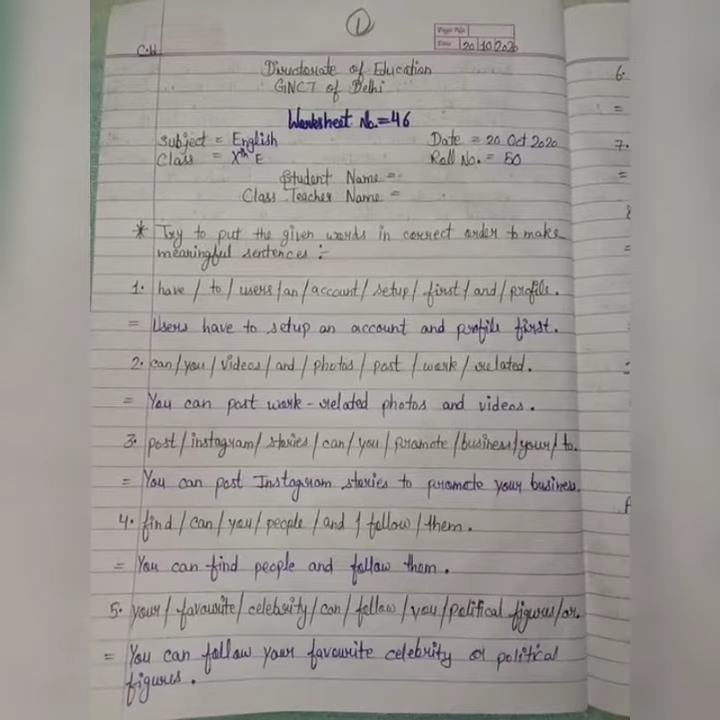 1
C.W.
Page No.
Date 20 10 2020
Directorate of Education
GNCT of Delhi
Worksheet No.=46
Subject = English
Date = 20 Oct 2020
Class = Xth E
Roll No. = 50
Student Name =
Class Teacher Name =
* Try to put the given words in correct order to make
meaningful sentences :-
1. have / to / users / an / account / setup / first / and / profile.
= Users have to setup an account and profile first.
2. can / you / videos / and / photos / post / work / related.
= You can post work-related photos and videos.
3. post / instagram / stories / can / you / promote / business / your / to.
= You can post Instagram stories to promote your business.
4. find / can / you / people / and / follow / them.
= You can find people and follow them.
5. your / favourite / celebrity / can / follow / you / political figures / or.
= You can follow your favourite celebrity or political
figures.
6.
=
7.
=